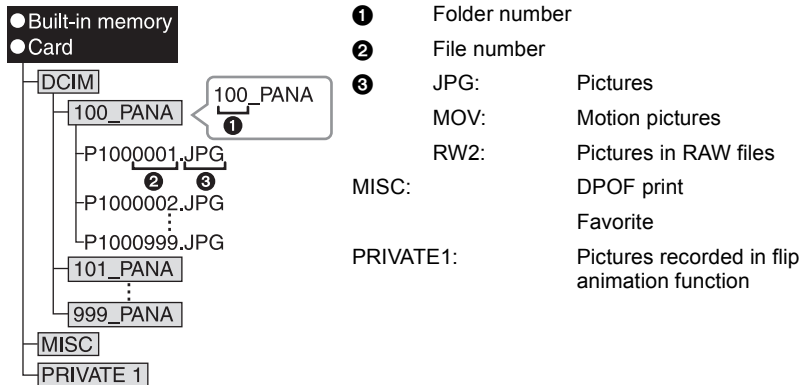 ●Built-in memory
●Card
DCIM
100_PANA
P1000001.JPG
❷ ❸
P1000002.JPG
P1000999.JPG
101_PANA
999_PANA
MISC
PRIVATE 1
100_PANA
❶
❶ Folder number
❷ File number
❸ JPG: Pictures
MOV: Motion pictures
RW2: Pictures in RAW files
MISC: DPOF print
Favorite
PRIVATE1: Pictures recorded in flip
animation function